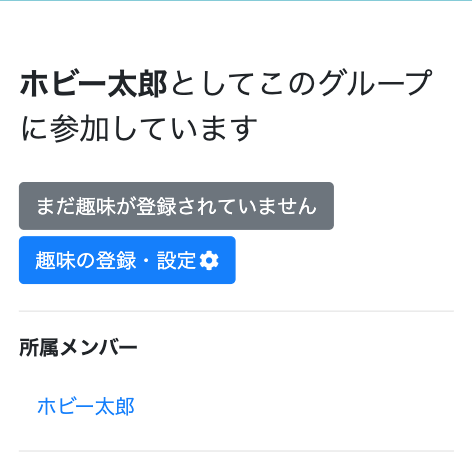 ホビー太郎としてこのグループ
に参加しています
まだ趣味が登録されていません
趣味の登録・設定
所属メンバー
ホビー太郎